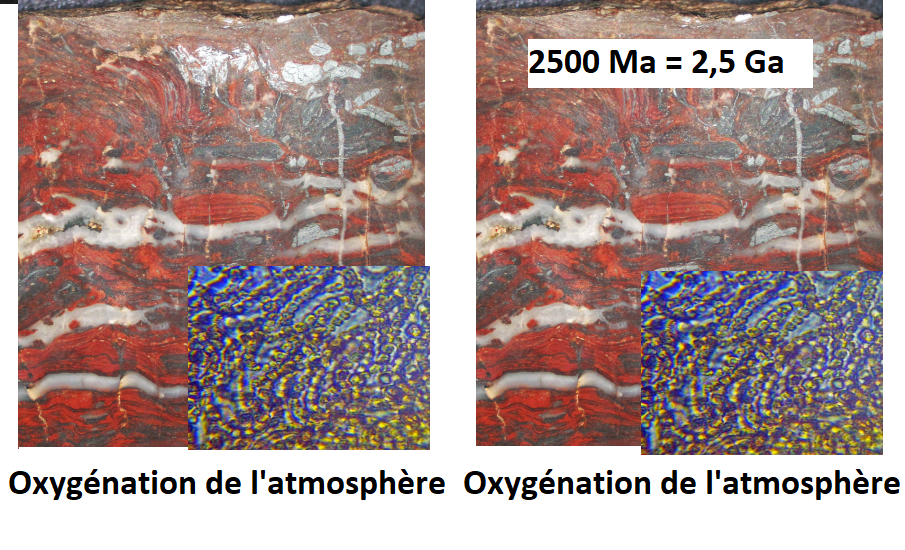 2500 Ma = 2,5 Ga
Oxygénation de l'atmosphère
Oxygénation de l'atmosphère